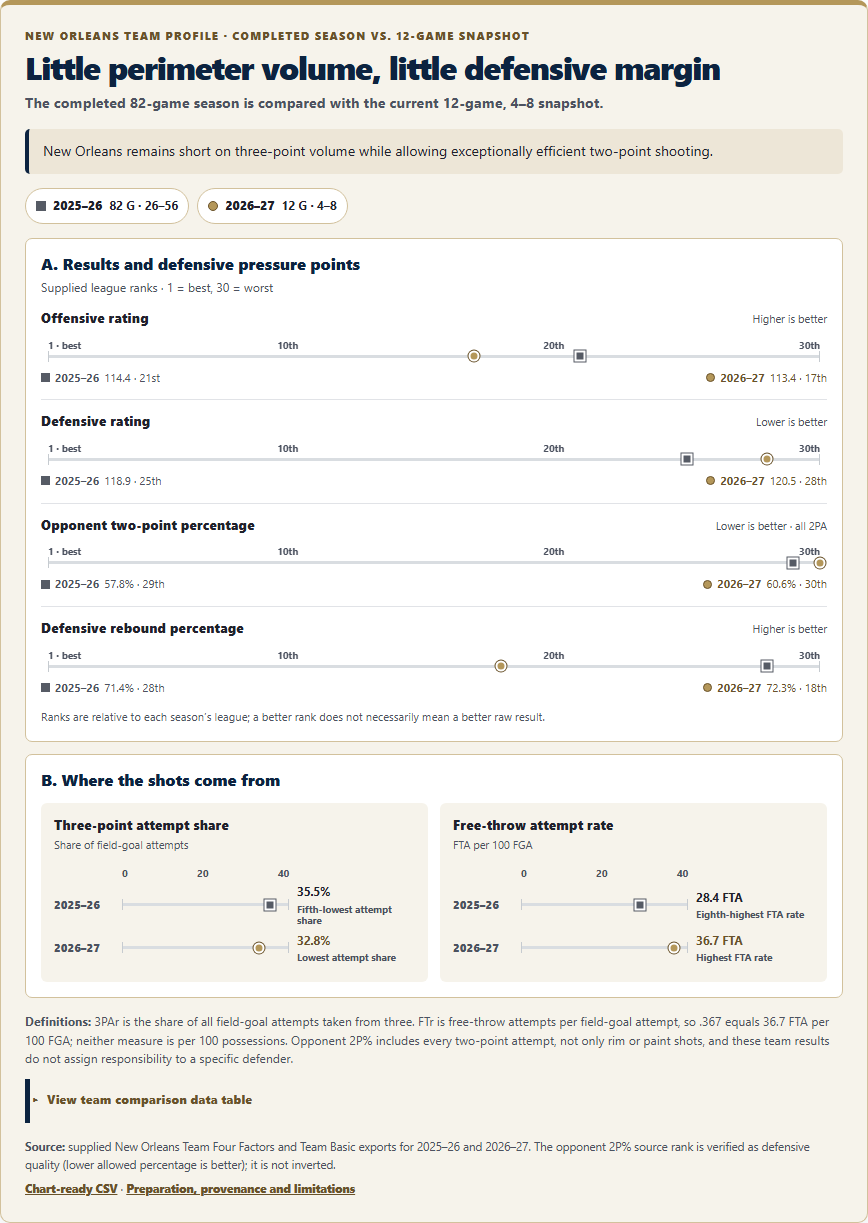 NEW ORLEANS TEAM PROFILE · COMPLETED SEASON VS. 12-GAME SNAPSHOT
Little perimeter volume, little defensive margin
The completed 82-game season is compared with the current 12-game, 4–8 snapshot.
New Orleans remains short on three-point volume while allowing exceptionally efficient two-point shooting.
2025–26 82 G · 26–56
2026–27 12 G · 4–8
A. Results and defensive pressure points
Supplied league ranks · 1 = best, 30 = worst
Offensive rating
Higher is better
1 · best 10th 20th 30th
2025–26 114.4 · 21st
2026–27 113.4 · 17th
Defensive rating
Lower is better
1 · best 10th 20th 30th
2025–26 118.9 · 25th
2026–27 120.5 · 28th
Opponent two-point percentage
Lower is better · all 2PA
1 · best 10th 20th 30th
2025–26 57.8% · 29th
2026–27 60.6% · 30th
Defensive rebound percentage
Higher is better
1 · best 10th 20th 30th
2025–26 71.4% · 28th
2026–27 72.3% · 18th
Ranks are relative to each season's league; a better rank does not necessarily mean a better raw result.
B. Where the shots come from
Three-point attempt share
Share of field-goal attempts
0 20 40
2025–26
35.5%
Fifth-lowest attempt
share
2026–27
32.8%
Lowest attempt share
Free-throw attempt rate
FTA per 100 FGA
0 20 40
2025–26
28.4 FTA
Eighth-highest FTA rate
2026–27
36.7 FTA
Highest FTA rate
Definitions: 3PAr is the share of all field-goal attempts taken from three. FTr is free-throw attempts per field-goal attempt, so .367 equals 36.7 FTA per
100 FGA; neither measure is per 100 possessions. Opponent 2P% includes every two-point attempt, not only rim or paint shots, and these team results
do not assign responsibility to a specific defender.
▸ View team comparison data table
Source: supplied New Orleans Team Four Factors and Team Basic exports for 2025–26 and 2026–27. The opponent 2P% source rank is verified as defensive
quality (lower allowed percentage is better); it is not inverted.
Chart-ready CSV · Preparation, provenance and limitations